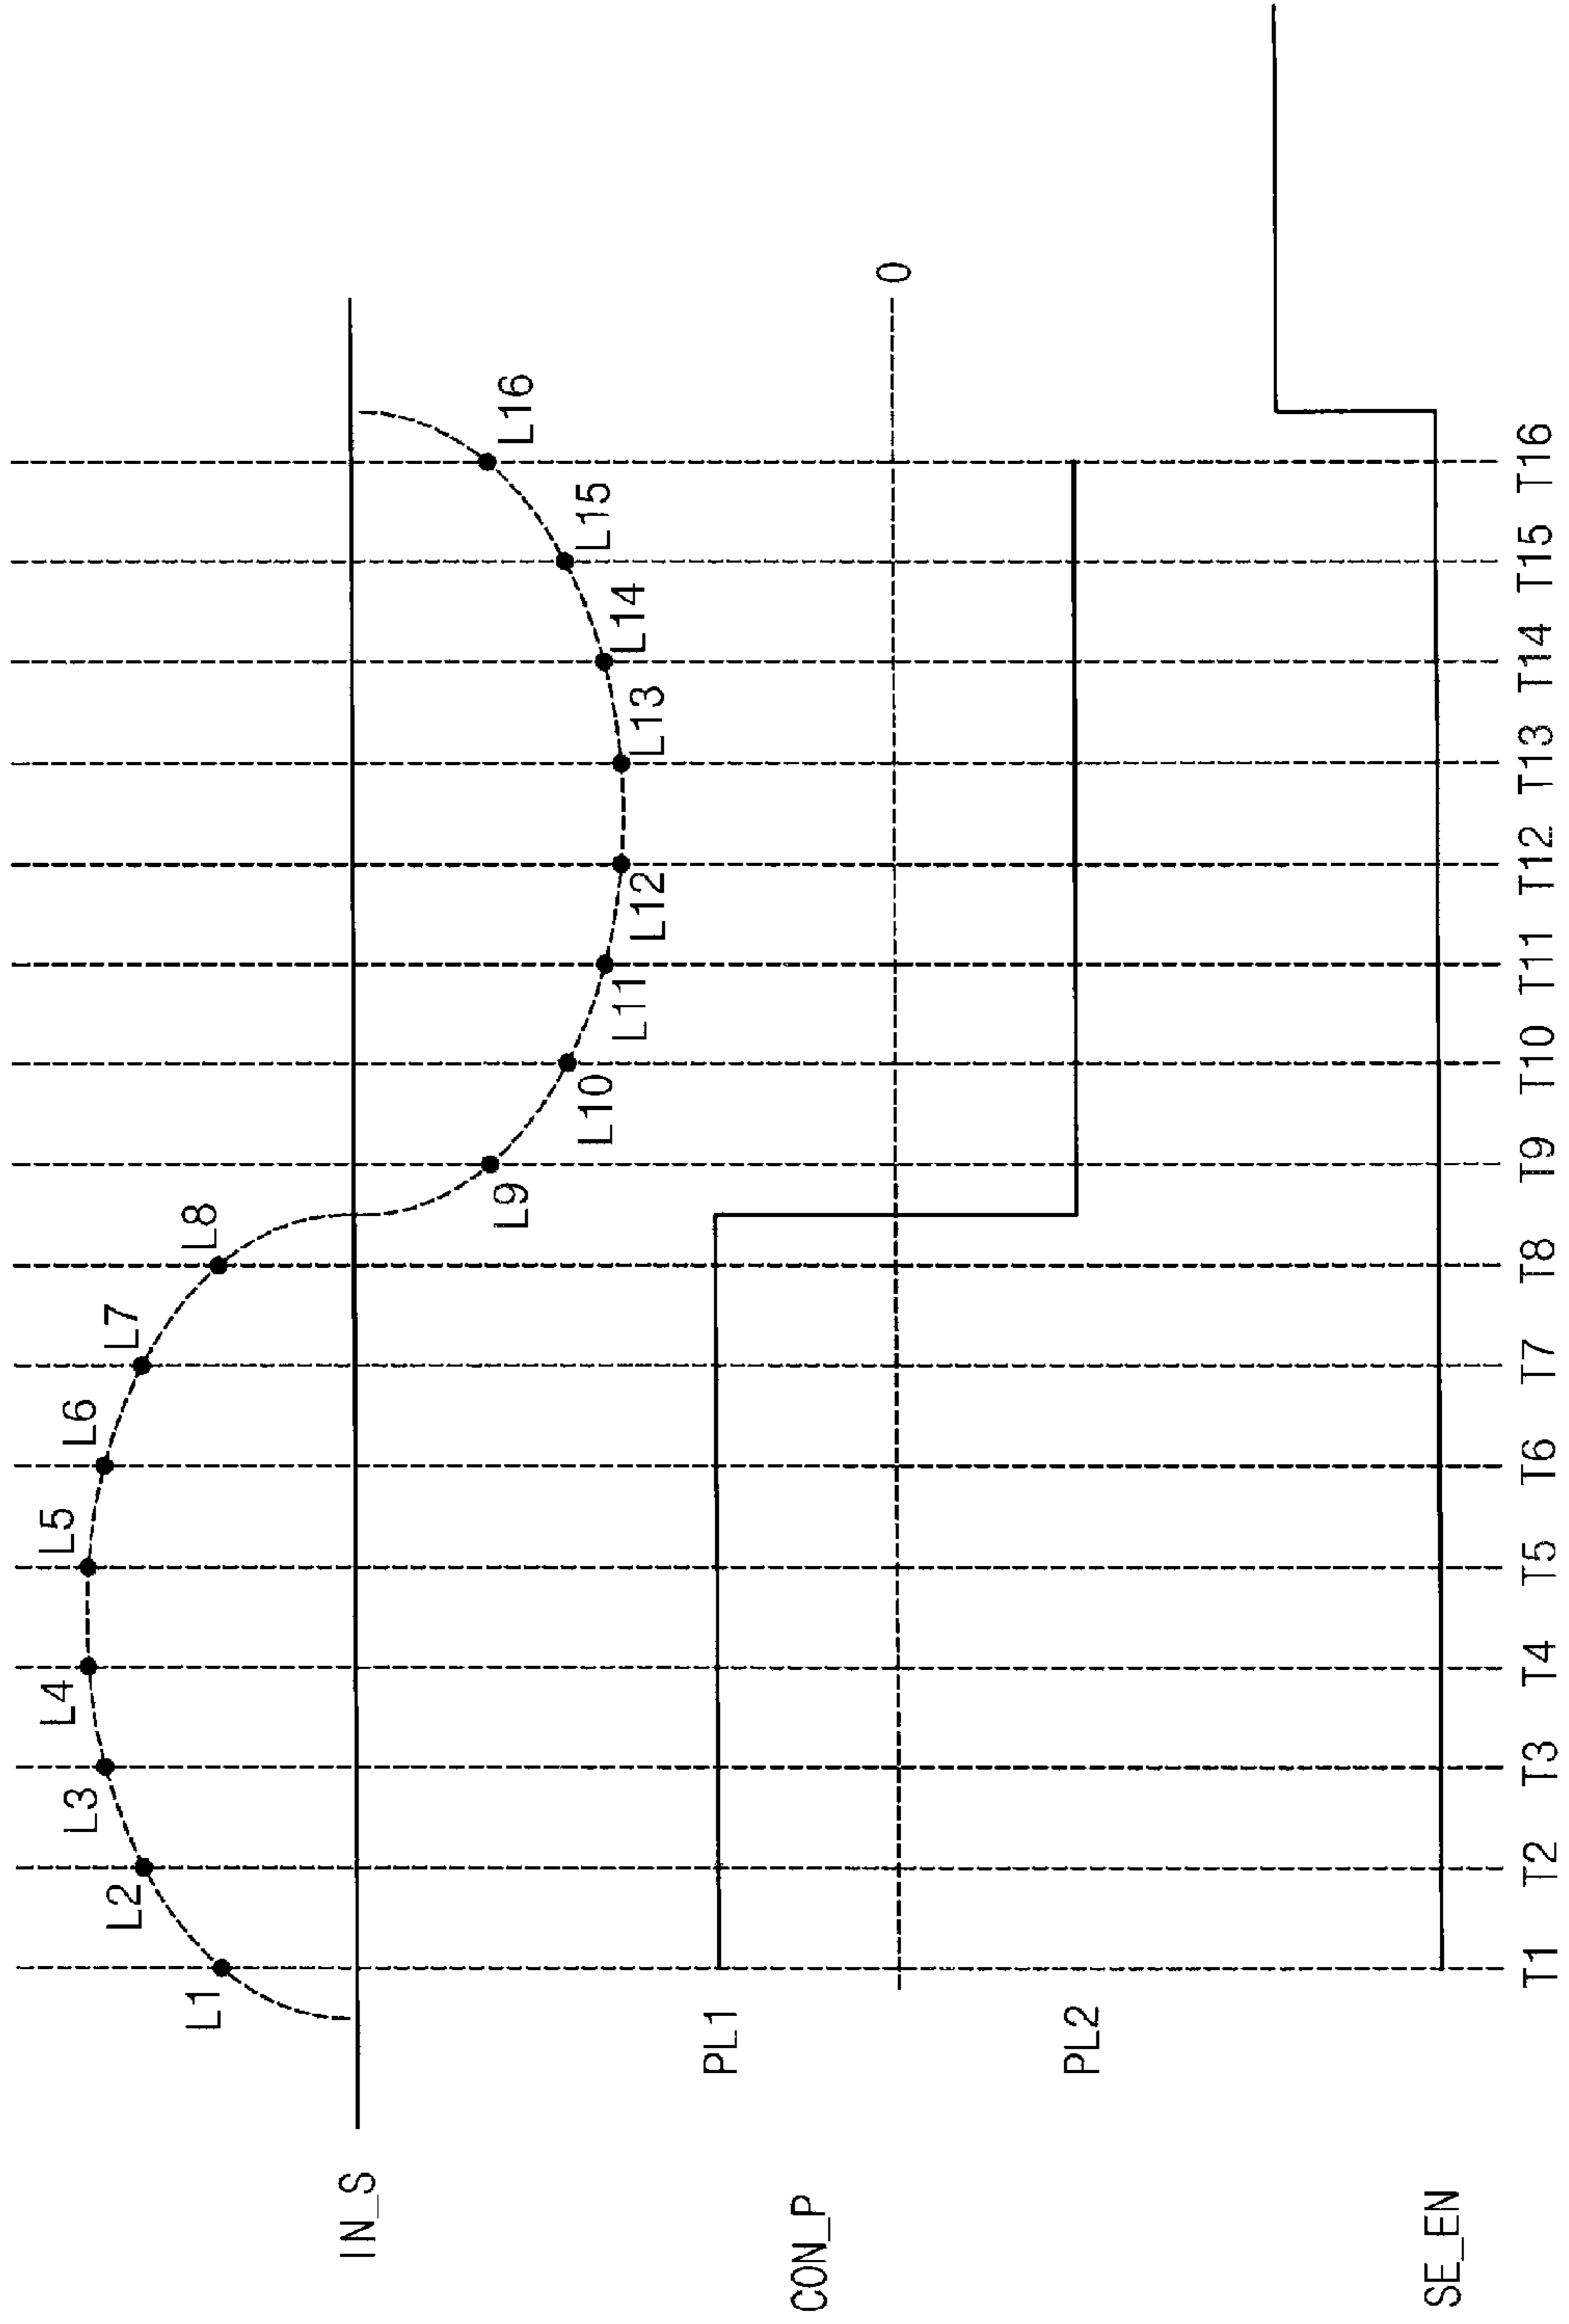 L1
L2
L3
L4
L5
L6
L7
L8
IN_S
L9
L10
L11
L12
L13
L14
L15
L16
PL1
CON_P
0
PL2
SE_EN
T1 T2 T3 T4 T5 T6 T7 T8 T9 T10 T11 T12 T13 T14 T15 T16